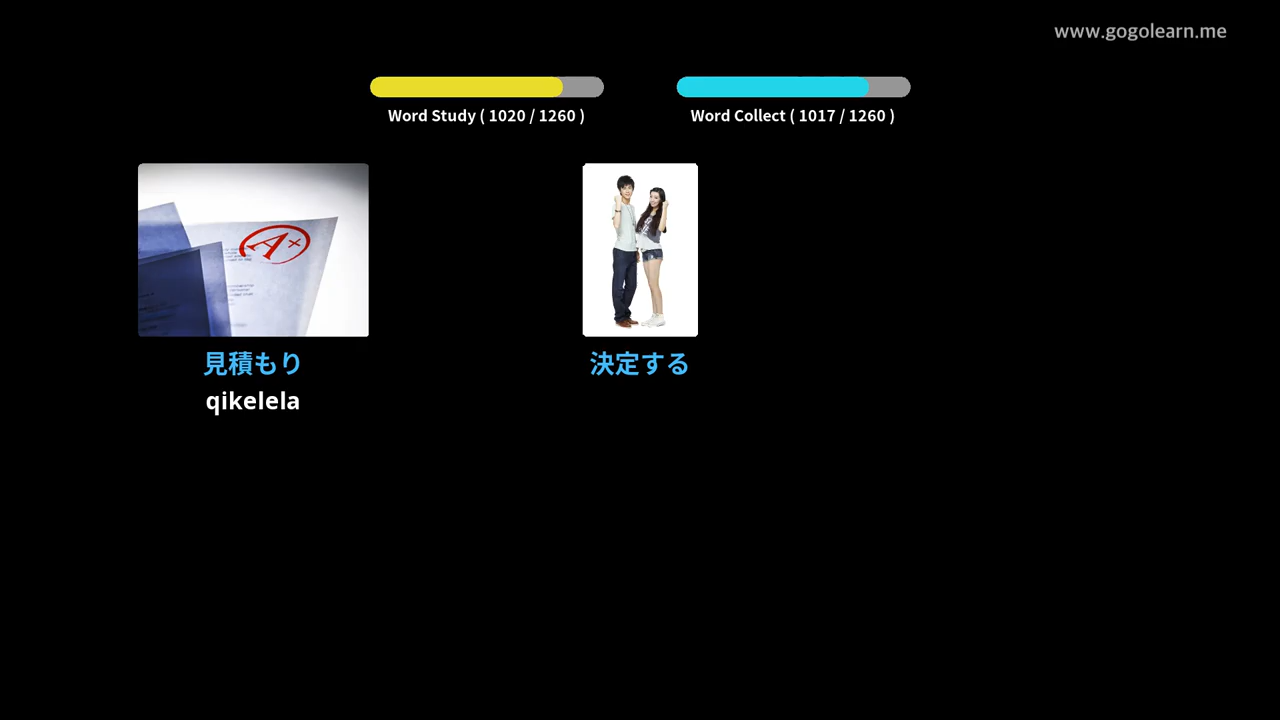 www.gogolearn.me
Word Study ( 1020 / 1260 )
Word Collect ( 1017 / 1260 )
A+
見積もり
qikelela
決定する